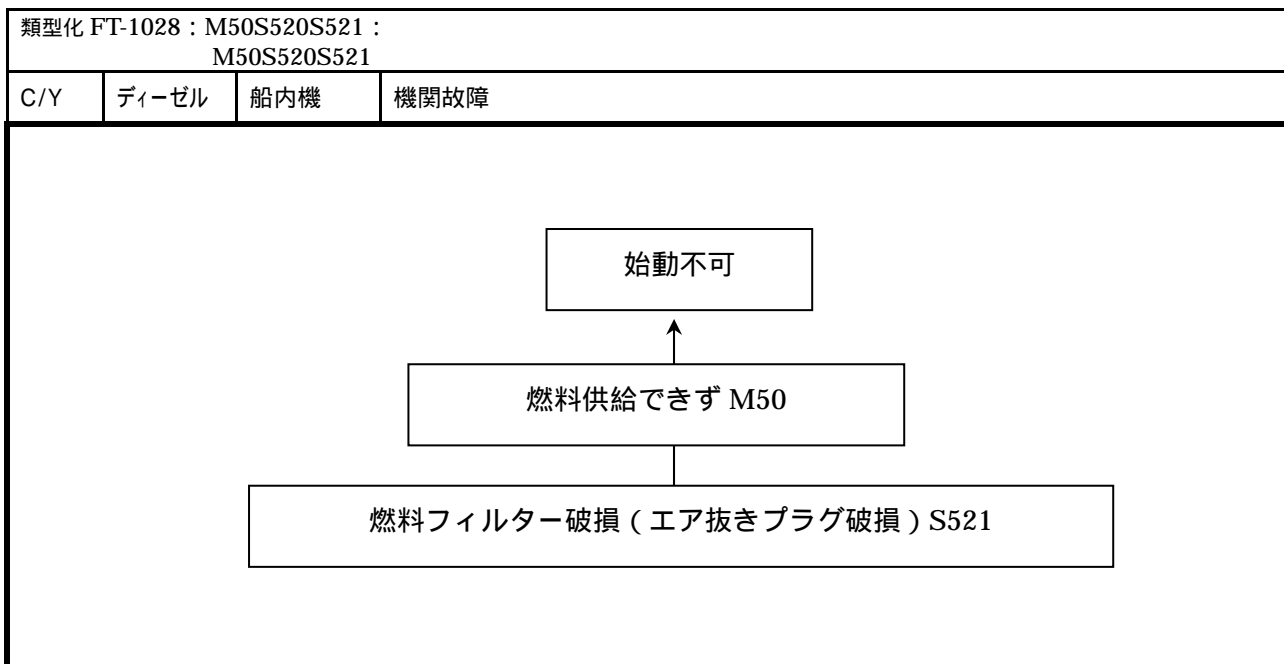 類型化 FT-1028：M50S520S521：
M50S520S521
C/Y ディーゼル 船内機 機関故障
始動不可
燃料供給できず M50
燃料フィルター破損（エア抜きプラグ破損）S521